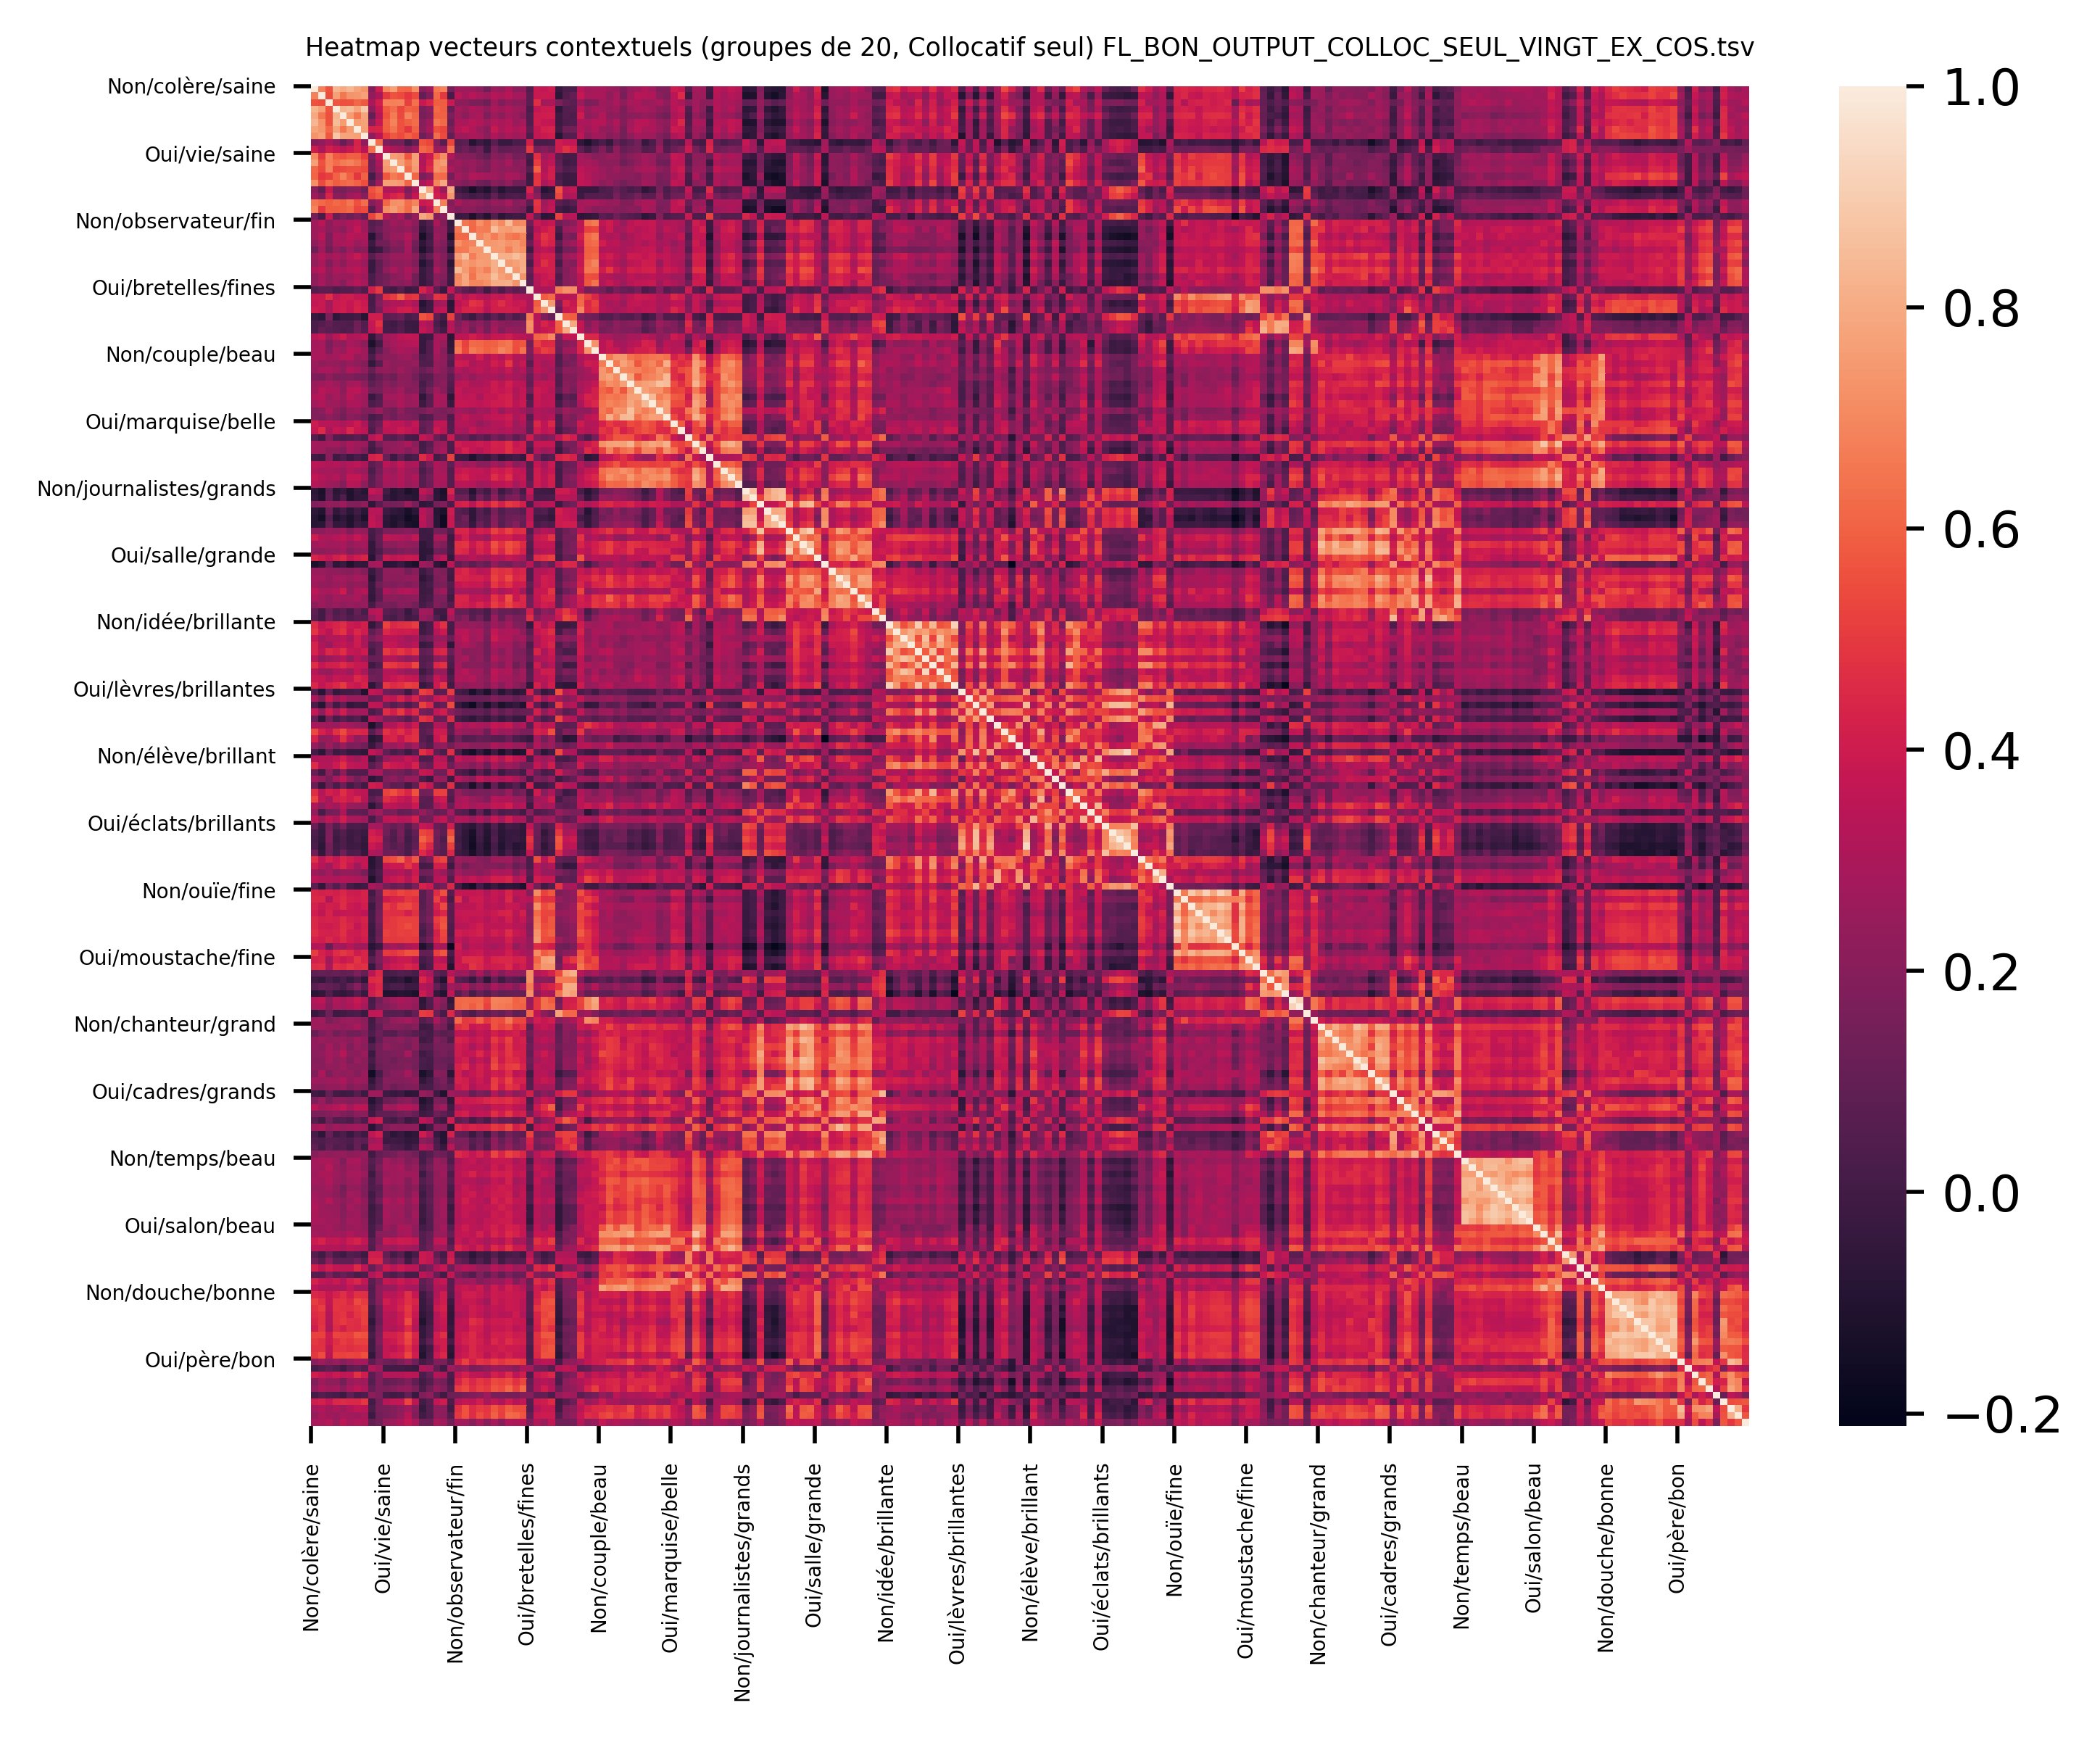 Heatmap vecteurs contextuels (groupes de 20, Collocatif seul) FL_BON_OUTPUT_COLLOC_SEUL_VINGT_EX_COS.tsv
Non/colère/saine
Oui/vie/saine
Non/observateur/fin
Oui/bretelles/fines
Non/couple/beau
Oui/marquise/belle
Non/journalistes/grands
Oui/salle/grande
Non/idée/brillante
Oui/lèvres/brillantes
Non/élève/brillant
Oui/éclats/brillants
Non/ouïe/fine
Oui/moustache/fine
Non/chanteur/grand
Oui/cadres/grands
Non/temps/beau
Oui/salon/beau
Non/douche/bonne
Oui/père/bon
Non/colère/saine
Oui/vie/saine
Non/observateur/fin
Oui/bretelles/fines
Non/couple/beau
Oui/marquise/belle
Non/journalistes/grands
Oui/salle/grande
Non/idée/brillante
Oui/lèvres/brillantes
Non/élève/brillant
Oui/éclats/brillants
Non/ouïe/fine
Oui/moustache/fine
Non/chanteur/grand
Oui/cadres/grands
Non/temps/beau
Oui/salon/beau
Non/douche/bonne
Oui/père/bon
1.0
0.8
0.6
0.4
0.2
0.0
−0.2